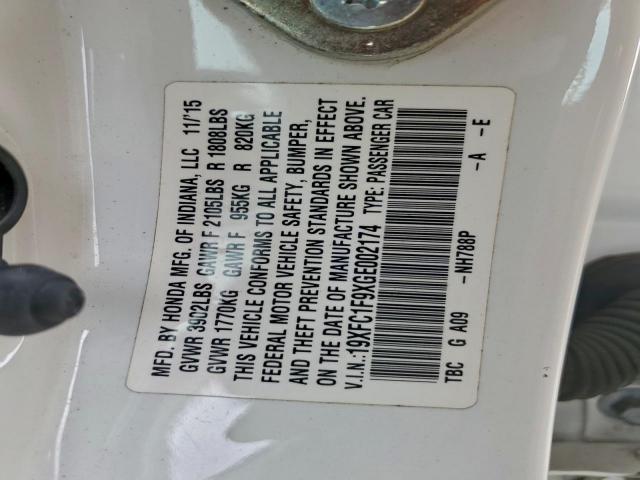 MFD. BY HONDA MFG. OF INDIANA, LLC 11/15
GVWR 3902LBS GAWR F 2105LBS R 1808LBS
GVWR 1770KG GAWR F 955KG R 820KG
THIS VEHICLE CONFORMS TO ALL APPLICABLE
FEDERAL MOTOR VEHICLE SAFETY, BUMPER,
AND THEFT PREVENTION STANDARDS IN EFFECT
ON THE DATE OF MANUFACTURE SHOWN ABOVE.
V.I.N.:19XFC1F9XGE002174 TYPE: PASSENGER CAR
TBC G A09 -NH788P -A -E